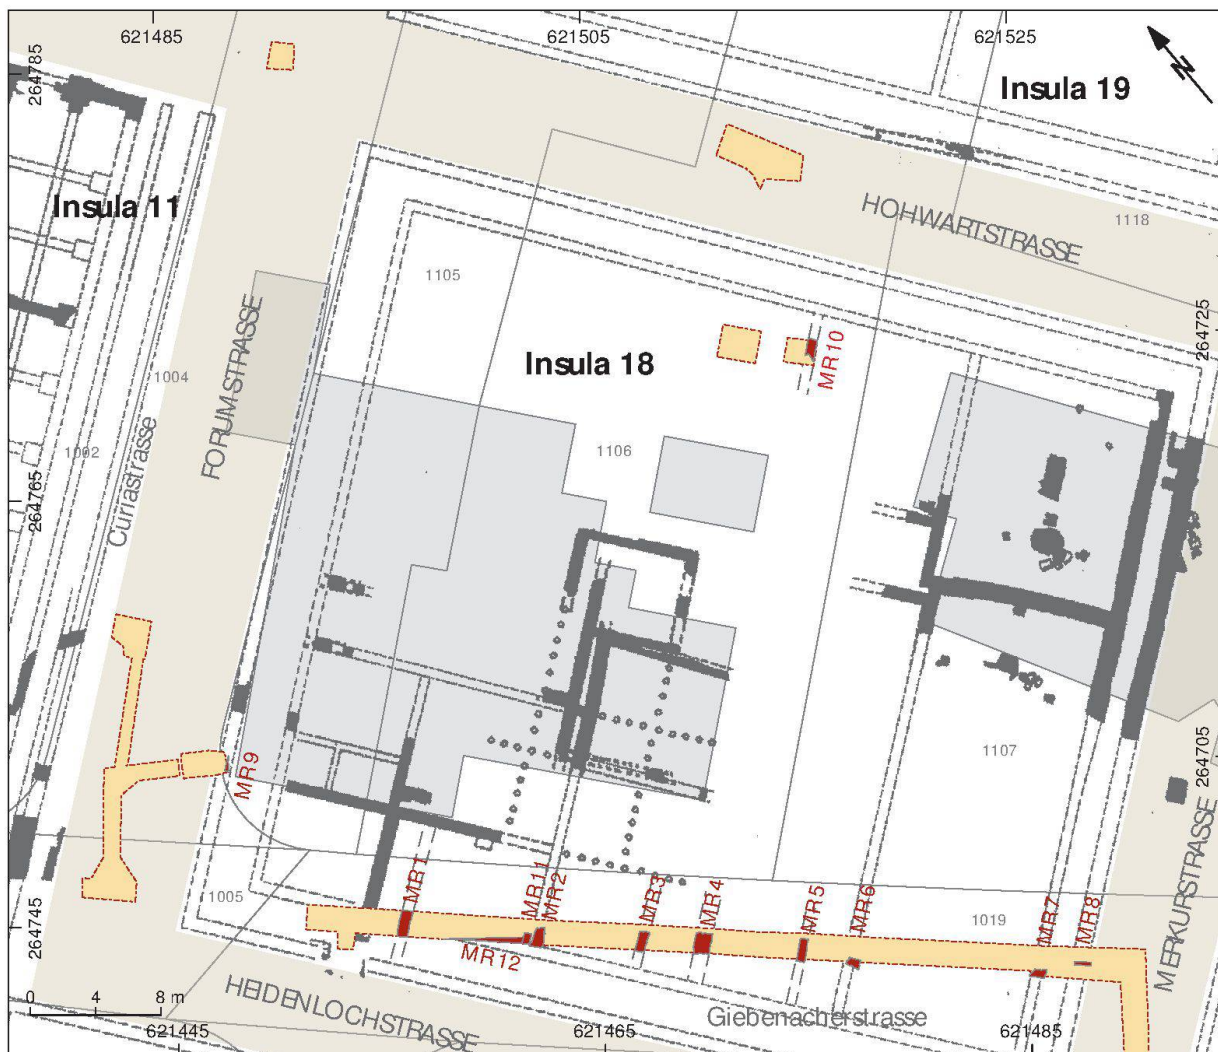 621485
621505
621525
264785
Insula 19
N
Insula 11
HOHWARTSTRASSE
1118
1105
FORUMSTRASSE
264725
Insula 18
MR10
1004
1002
Curiastrasse
1106
264765
1107
264705
MR9
MERKURSTRASSE
MR1
MR11
MR2
MR3
MR4
MR5
MR6
MR7
MR8
1005
1019
264745
MR12
0 4 8 m
HEIDENLOCHSTRASSE
Giebenacherstrasse
621445
621465
621485